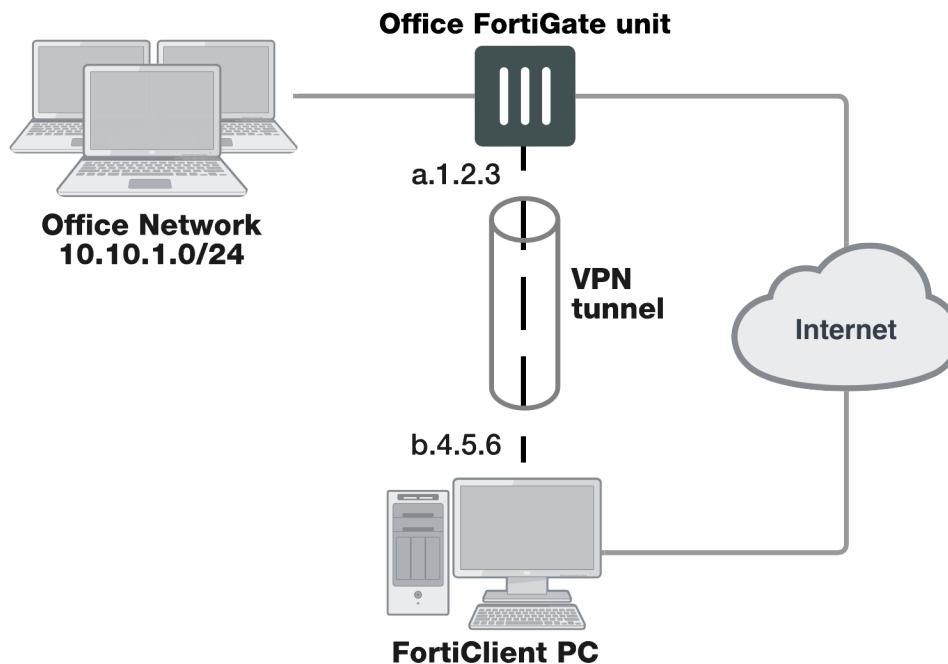 Office FortiGate unit
a.1.2.3
Office Network
10.10.1.0/24
VPN
tunnel
Internet
b.4.5.6
FortiClient PC